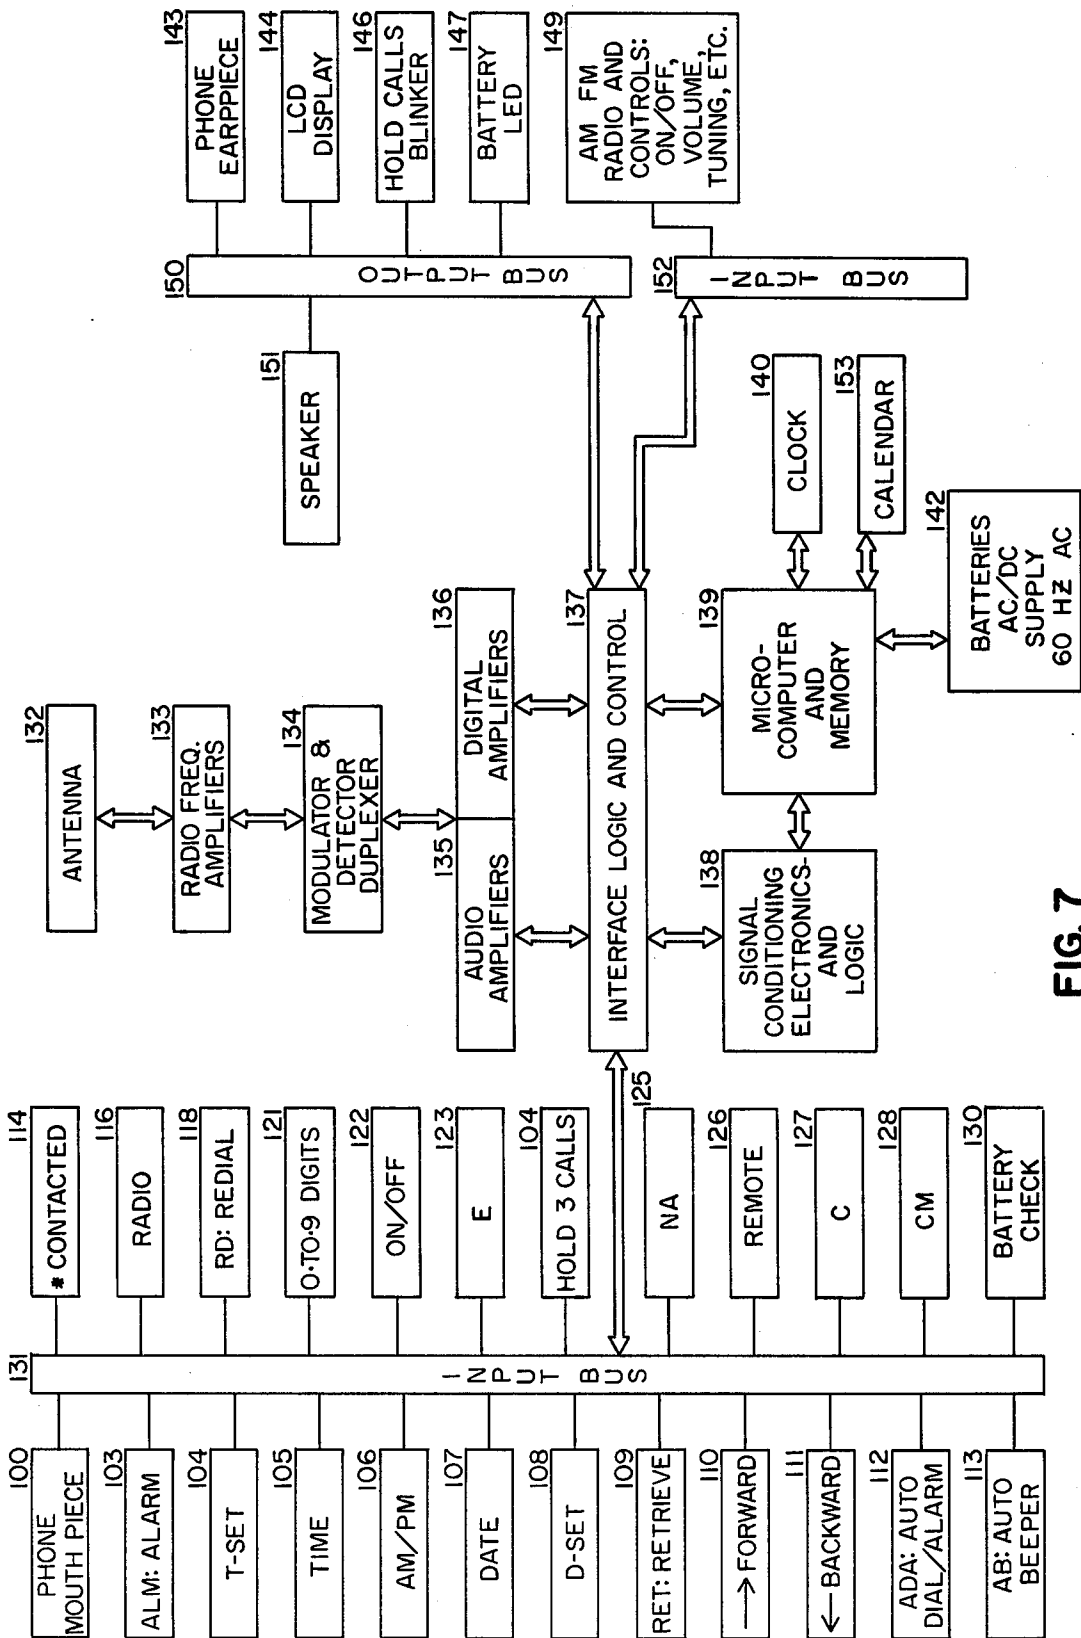 100
PHONE
MOUTH PIECE
103
ALM: ALARM
104
T-SET
105
TIME
106
AM/PM
107
DATE
108
D-SET
109
RET: RETRIEVE
110
→FORWARD
111
←BACKWARD
112
ADA: AUTO
DIAL/ALARM
113
AB: AUTO
BEEPER
131
INPUT BUS
114
* CONTACTED
116
RADIO
118
RD: REDIAL
121
0-TO-9 DIGITS
122
ON/OFF
123
E
104
HOLD 3 CALLS
125
NA
126
REMOTE
127
C
128
CM
130
BATTERY
CHECK
132
ANTENNA
133
RADIO FREQ.
AMPLIFIERS
134
MODULATOR &
DETECTOR
DUPLEXER
135
AUDIO
AMPLIFIERS
136
DIGITAL
AMPLIFIERS
137
INTERFACE LOGIC AND CONTROL
138
SIGNAL
CONDITIONING
ELECTRONICS-
AND
LOGIC
139
MICRO-
COMPUTER
AND
MEMORY
140
CLOCK
153
CALENDAR
142
BATTERIES
AC/DC
SUPPLY
60 HZ AC
151
SPEAKER
150
OUTPUT BUS
152
INPUT BUS
143
PHONE
EARPPIECE
144
LCD
DISPLAY
146
HOLD CALLS
BLINKER
147
BATTERY
LED
149
AM FM
RADIO AND
CONTROLS:
ON/OFF,
VOLUME,
TUNING, ETC.
FIG. 7